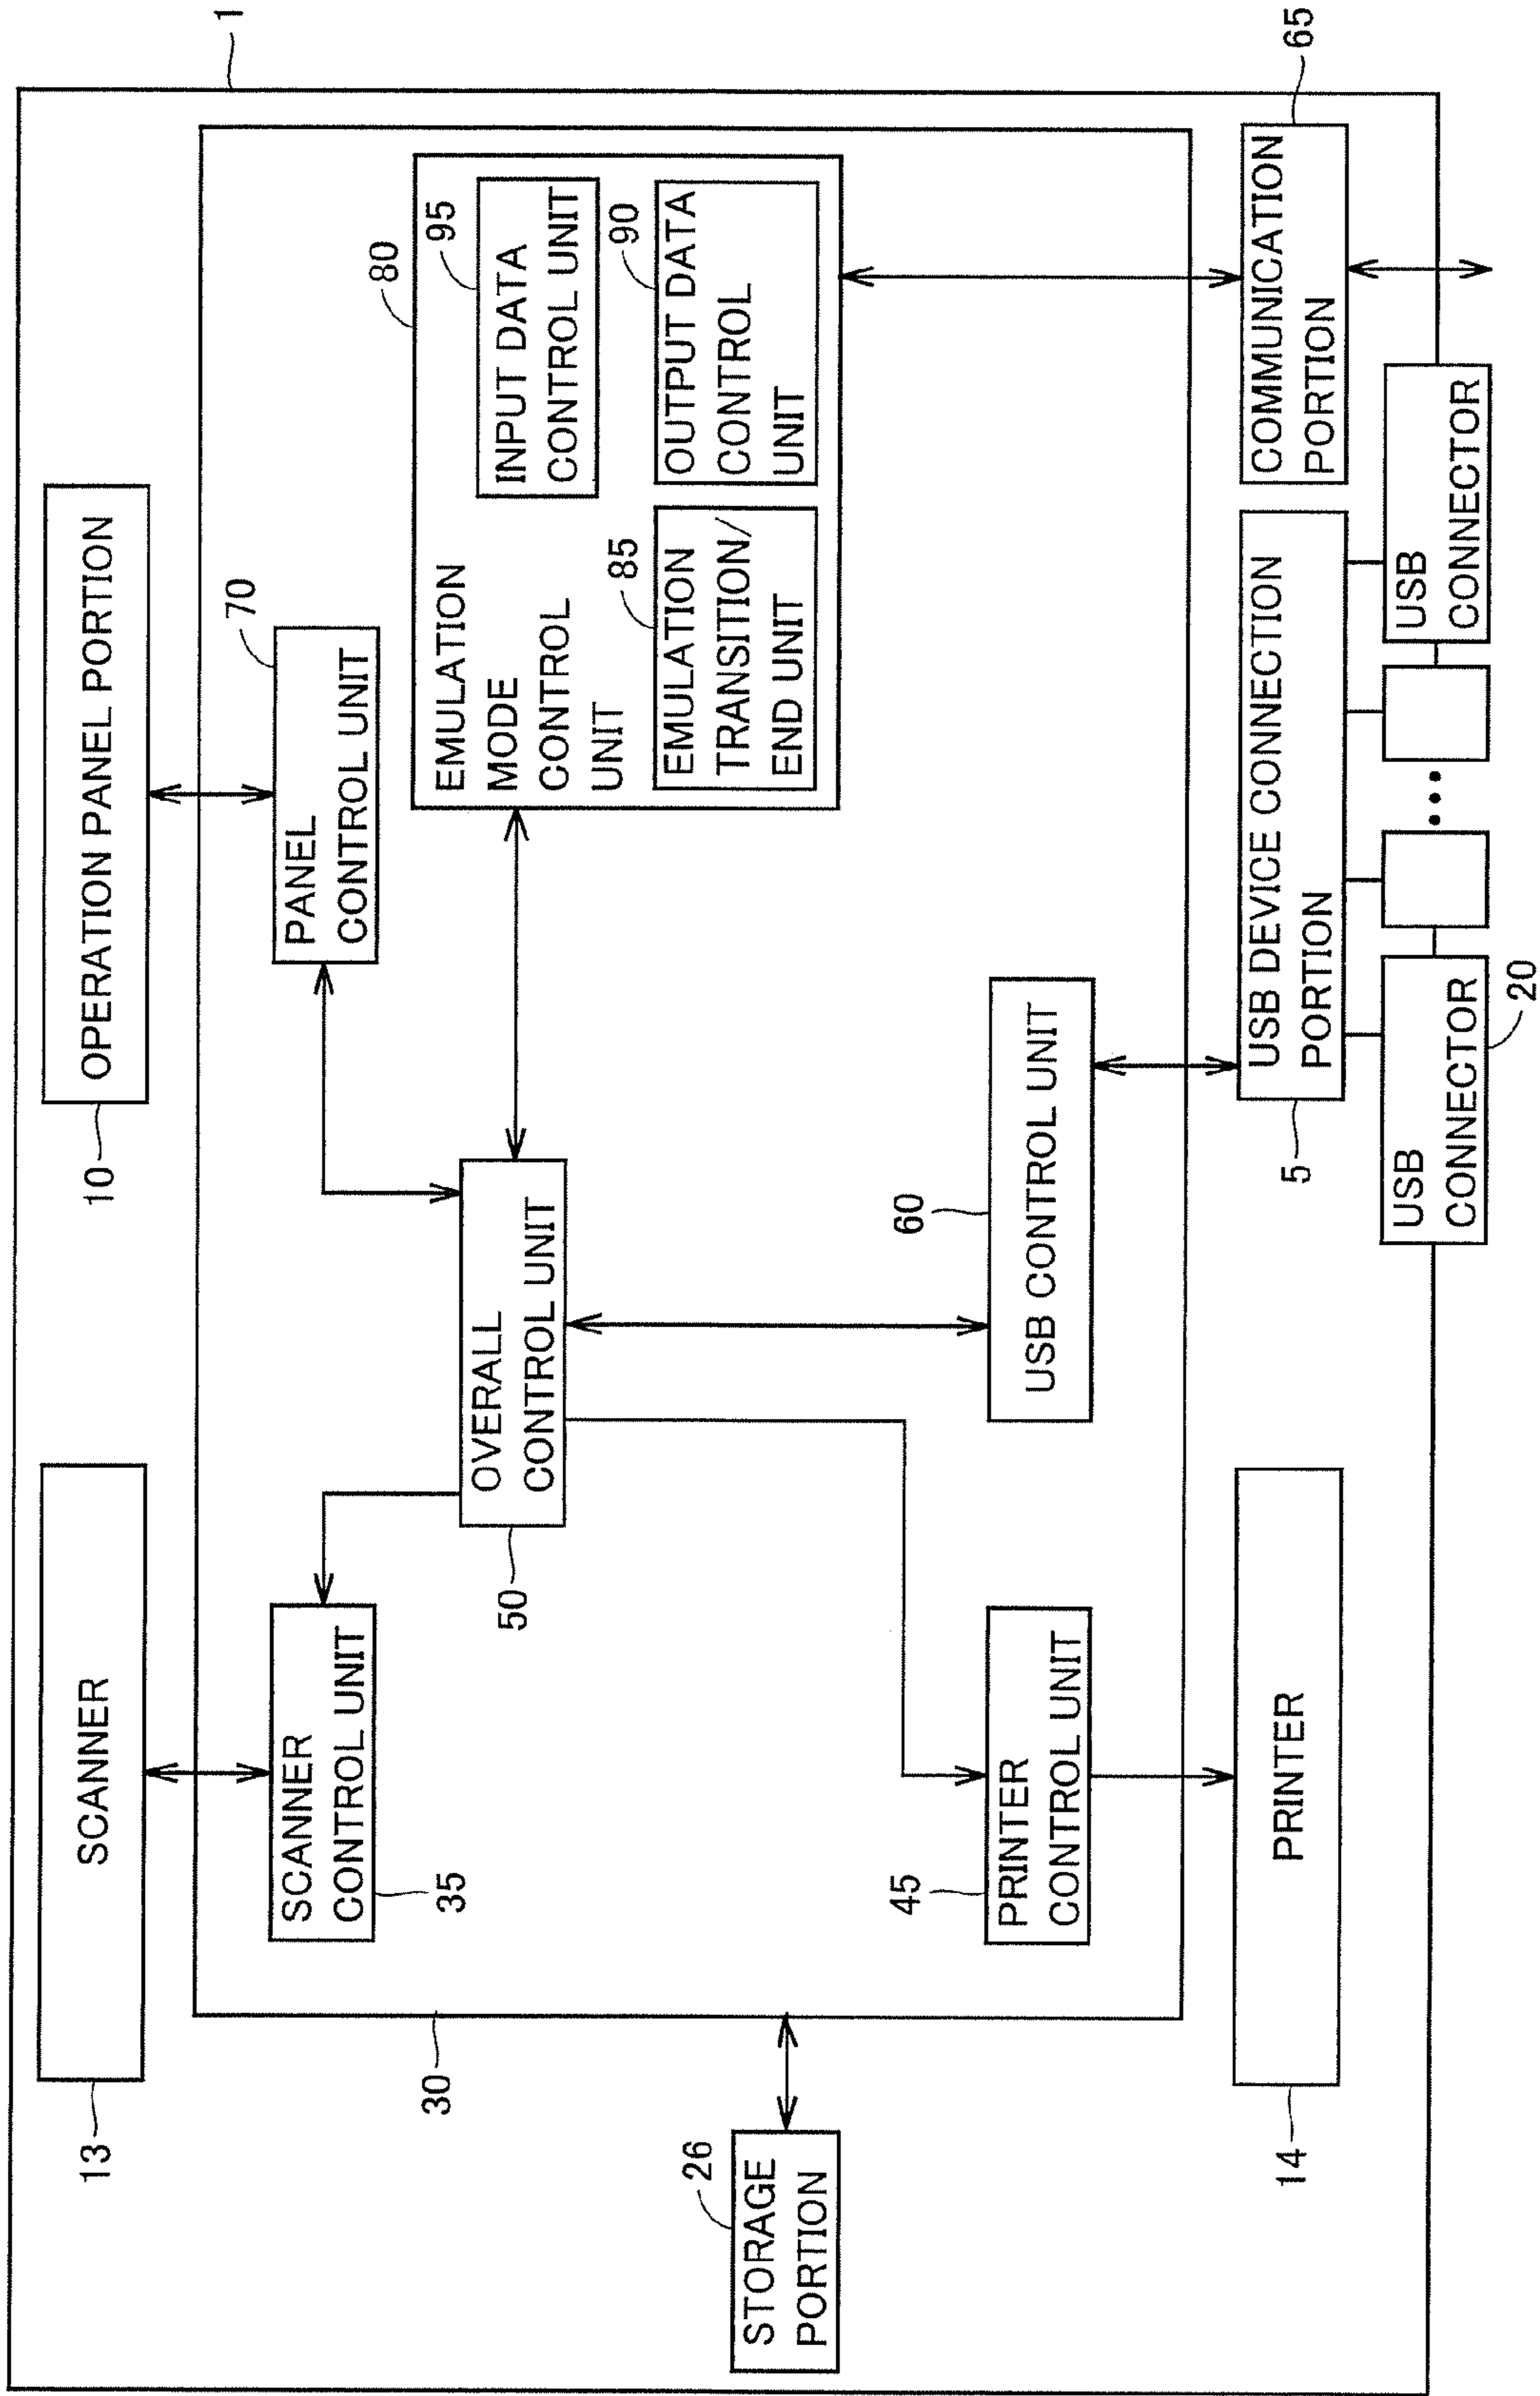 1
SCANNER
13
OPERATION PANEL PORTION
10
SCANNER
CONTROL UNIT
35
PANEL
CONTROL UNIT
70
30
OVERALL
CONTROL UNIT
50
EMULATION
MODE
CONTROL
UNIT
80
INPUT DATA
CONTROL UNIT
95
EMULATION
TRANSITION/
END UNIT
85
OUTPUT DATA
CONTROL
UNIT
90
STORAGE
PORTION
26
PRINTER
CONTROL UNIT
45
USB CONTROL UNIT
60
PRINTER
14
USB DEVICE CONNECTION
PORTION
5
COMMUNICATION
PORTION
65
USB
CONNECTOR
20
USB
CONNECTOR